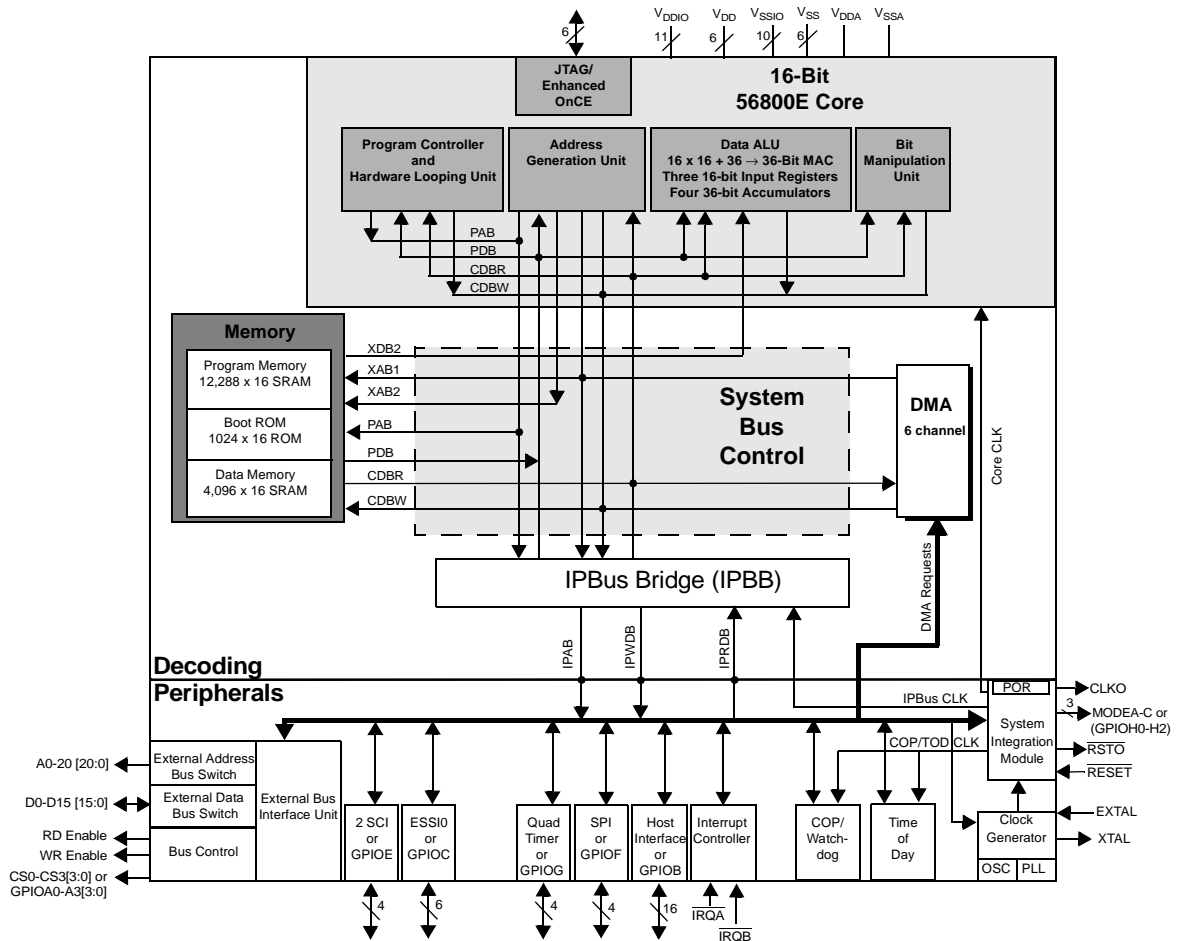 V_DDIO V_DD V_SSIO V_SS V_DDA V_SSA
6
11
6
10
6
JTAG/
Enhanced
OnCE
16-Bit
56800E Core
Program Controller
and
Hardware Looping Unit
Address
Generation Unit
Data ALU
16 x 16 + 36 → 36-Bit MAC
Three 16-bit Input Registers
Four 36-bit Accumulators
Bit
Manipulation
Unit
PAB
PDB
CDBR
CDBW
Memory
Program Memory
12,288 x 16 SRAM
Boot ROM
1024 x 16 ROM
Data Memory
4,096 x 16 SRAM
XDB2
XAB1
XAB2
PAB
PDB
CDBR
CDBW
System
Bus
Control
DMA
6 channel
Core CLK
IPBus Bridge (IPBB)
IPAB
IPWDB
IPRDB
DMA Requests
Decoding
Peripherals
IPBus CLK
COP/TOD CLK
POR
System
Integration
Module
CLKO
3
MODEA-C or
(GPIOH0-H2)
RSTO
RESET
A0-20 [20:0]
D0-D15 [15:0]
RD Enable
WR Enable
CS0-CS3[3:0] or
GPIOA0-A3[3:0]
External Address
Bus Switch
External Data
Bus Switch
Bus Control
External Bus
Interface Unit
2 SCI
or
GPIOE
4
ESSI0
or
GPIOC
6
Quad
Timer
or
GPIOG
4
SPI
or
GPIOF
4
Host
Interface
or
GPIOB
16
Interrupt
Controller
IRQA
IRQB
COP/
Watch-
dog
Time
of
Day
Clock
Generator
OSC PLL
EXTAL
XTAL